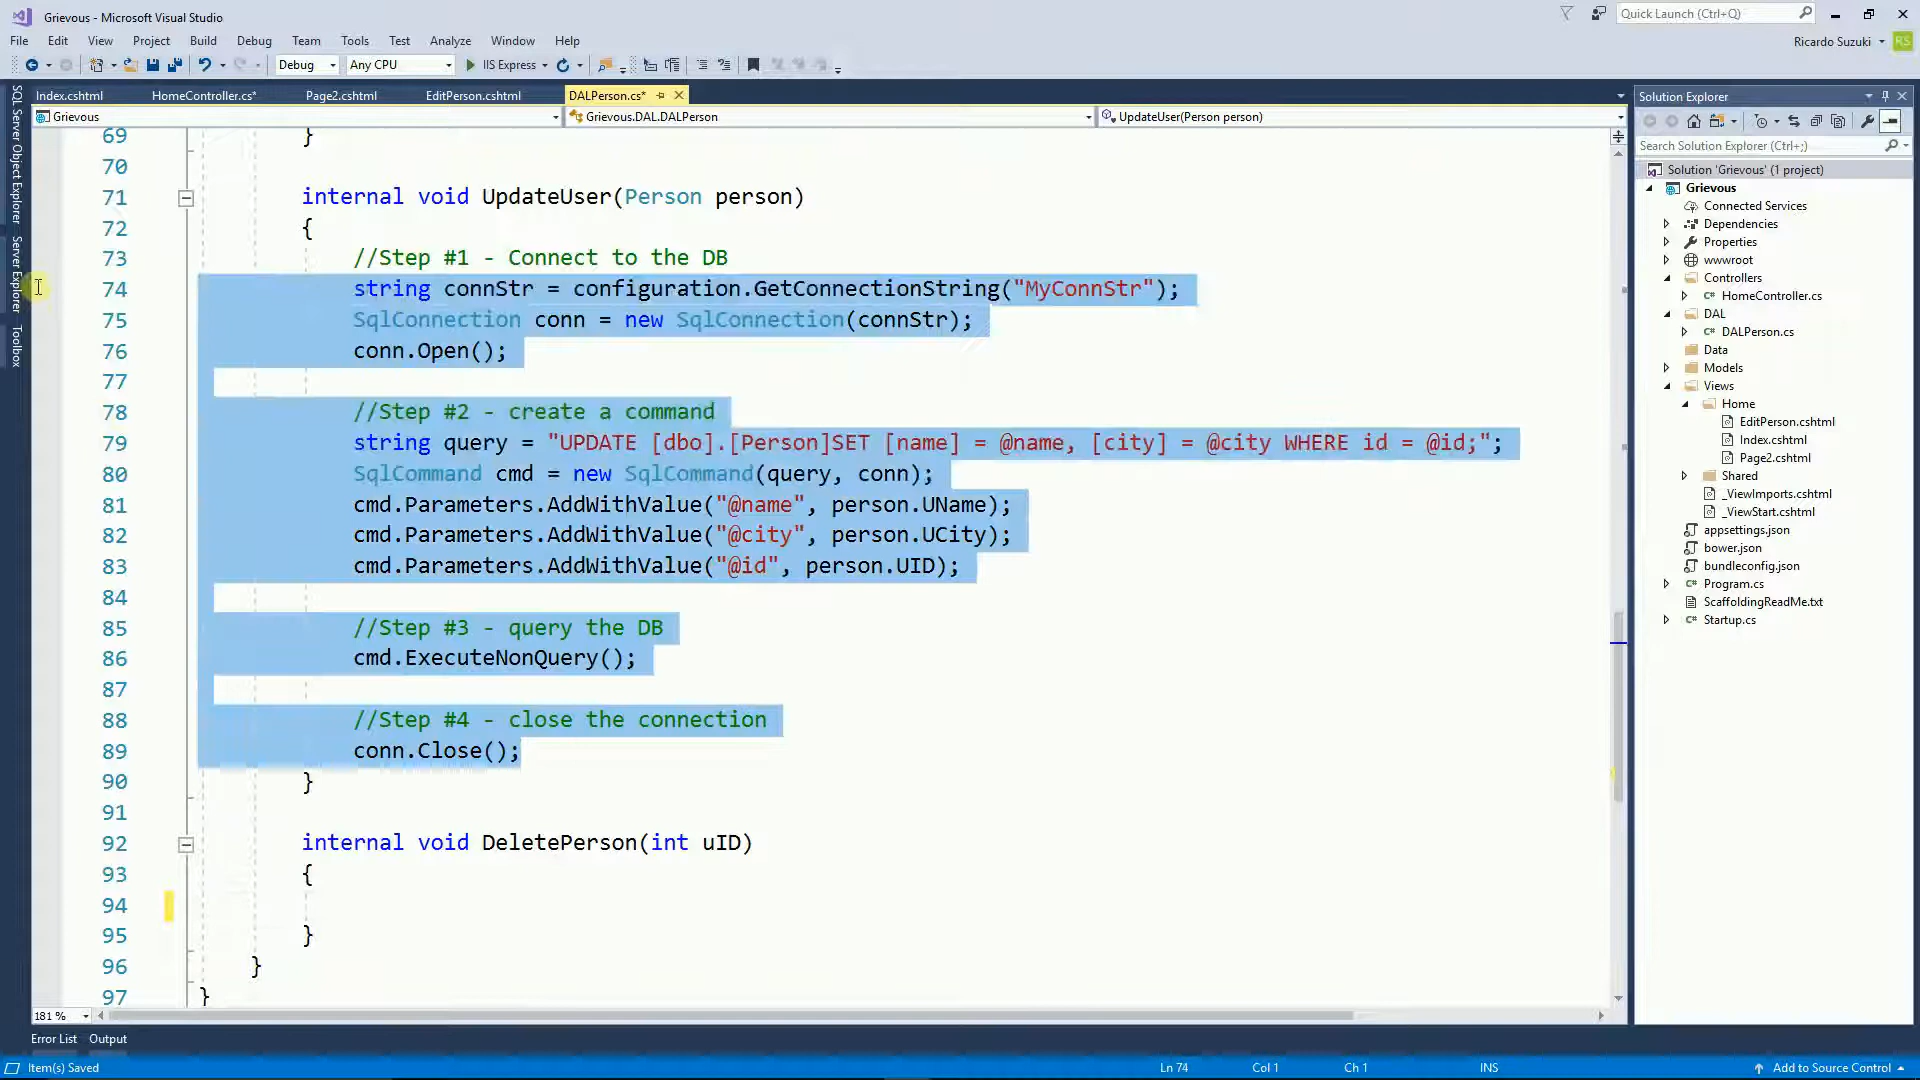 Grievous - Microsoft Visual Studio
Quick Launch (Ctrl+Q)
File Edit View Project Build Debug Team Tools Test Analyze Window Help
Ricardo Suzuki RS
Debug Any CPU IIS Express
SQL Server Object Explorer
Server Explorer
Toolbox
Index.cshtml HomeController.cs* Page2.cshtml EditPerson.cshtml DALPerson.cs*
Grievous Grievous.DAL.DALPerson UpdateUser(Person person)
69 }
70
71 internal void UpdateUser(Person person)
72 {
73 //Step #1 - Connect to the DB
74 string connStr = configuration.GetConnectionString("MyConnStr");
75 SqlConnection conn = new SqlConnection(connStr);
76 conn.Open();
77
78 //Step #2 - create a command
79 string query = "UPDATE [dbo].[Person]SET [name] = @name, [city] = @city WHERE id = @id;";
80 SqlCommand cmd = new SqlCommand(query, conn);
81 cmd.Parameters.AddWithValue("@name", person.UName);
82 cmd.Parameters.AddWithValue("@city", person.UCity);
83 cmd.Parameters.AddWithValue("@id", person.UID);
84
85 //Step #3 - query the DB
86 cmd.ExecuteNonQuery();
87
88 //Step #4 - close the connection
89 conn.Close();
90 }
91
92 internal void DeletePerson(int uID)
93 {
94
95 }
96 }
97 }
181 %
Solution Explorer
Search Solution Explorer (Ctrl+;)
Solution 'Grievous' (1 project)
Grievous
Connected Services
Dependencies
Properties
wwwroot
Controllers
C# HomeController.cs
DAL
C# DALPerson.cs
Data
Models
Views
Home
EditPerson.cshtml
Index.cshtml
Page2.cshtml
Shared
_ViewImports.cshtml
_ViewStart.cshtml
appsettings.json
bower.json
bundleconfig.json
C# Program.cs
ScaffoldingReadMe.txt
C# Startup.cs
Error List Output
Item(s) Saved Ln 74 Col 1 Ch 1 INS Add to Source Control